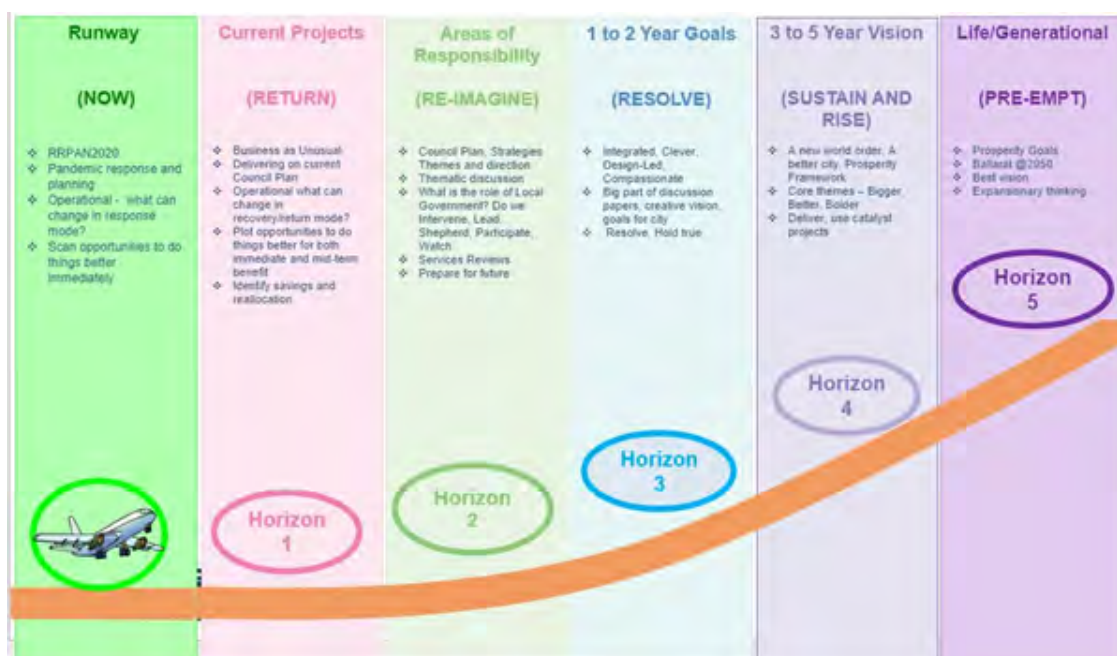 Runway
(NOW)
❖ RRPAN2020
❖ Pandemic response and
planning
❖ Operational - what can
change in response
mode?
❖ Scan opportunities to do
things better
immediately
Current Projects
(RETURN)
❖ Business as Unusual
❖ Delivering on current
Council Plan
❖ Operational what can
change in
recovery/return mode?
❖ Plot opportunities to do
things better for both
immediate and mid-term
benefit
❖ Identify savings and
reallocation
Areas of
Responsibility
(RE-IMAGINE)
❖ Council Plan, Strategies
Themes and direction
❖ Thematic discussion
❖ What is the role of Local
Government? Do we
Intervene, Lead,
Shepherd, Participate,
Watch
❖ Services Reviews
❖ Prepare for future
1 to 2 Year Goals
(RESOLVE)
❖ Integrated, Clever,
Design-Led,
Compassionate
❖ Big part of discussion
papers, creative vision,
goals for city
❖ Resolve, Hold true
3 to 5 Year Vision
(SUSTAIN AND
RISE)
❖ A new world order. A
better city. Prosperity
Framework
❖ Core themes – Bigger,
Better, Bolder
❖ Deliver, use catalyst
projects
Life/Generational
(PRE-EMPT)
❖ Prosperity Goals
❖ Ballarat @2050
❖ Best vision
❖ Expansionary thinking
Horizon
1
Horizon
2
Horizon
3
Horizon
4
Horizon
5